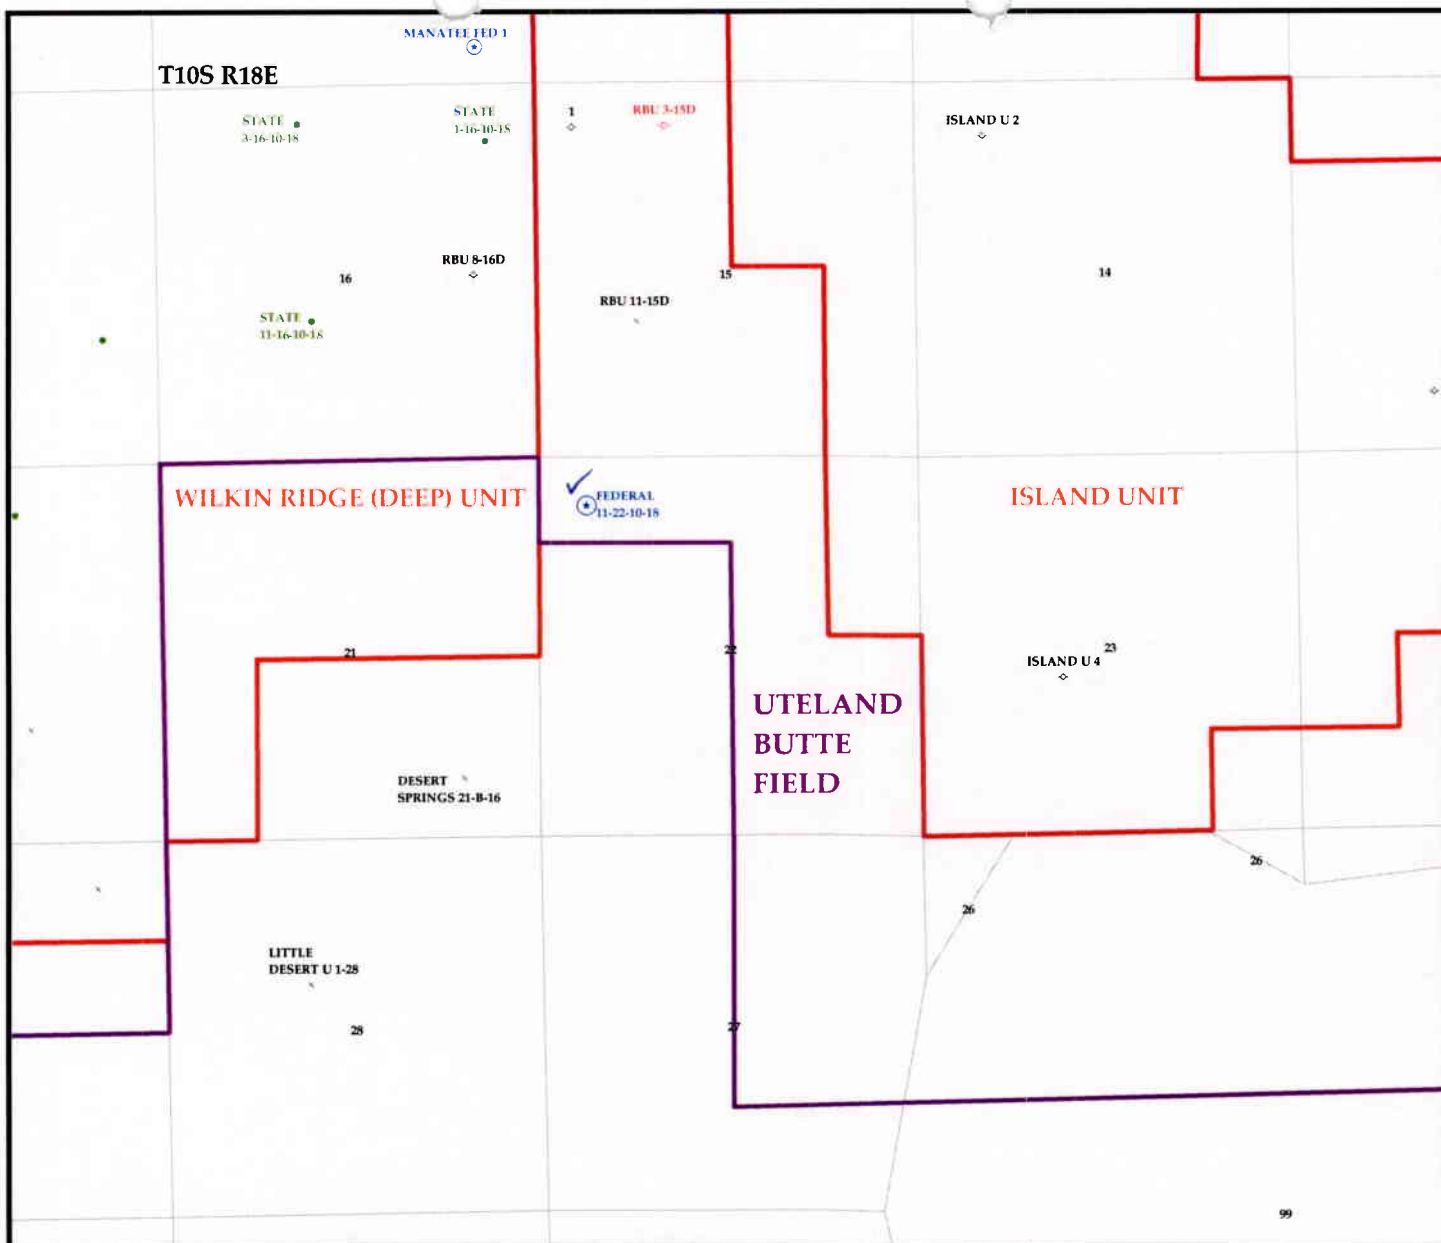 MANATEE FED 1
T10S R18E
STATE
3-16-10-18
STATE
1-16-10-18
1
RBU 3-15D
ISLAND U 2
RBU 8-16D
16
15
14
RBU 11-15D
STATE
11-16-10-18
WILKIN RIDGE (DEEP) UNIT
FEDERAL
11-22-10-18
ISLAND UNIT
21
22
23
ISLAND U 4
UTELAND
BUTTE
FIELD
DESERT
SPRINGS 21-B-16
26
26
LITTLE
DESERT U 1-28
28
27
99